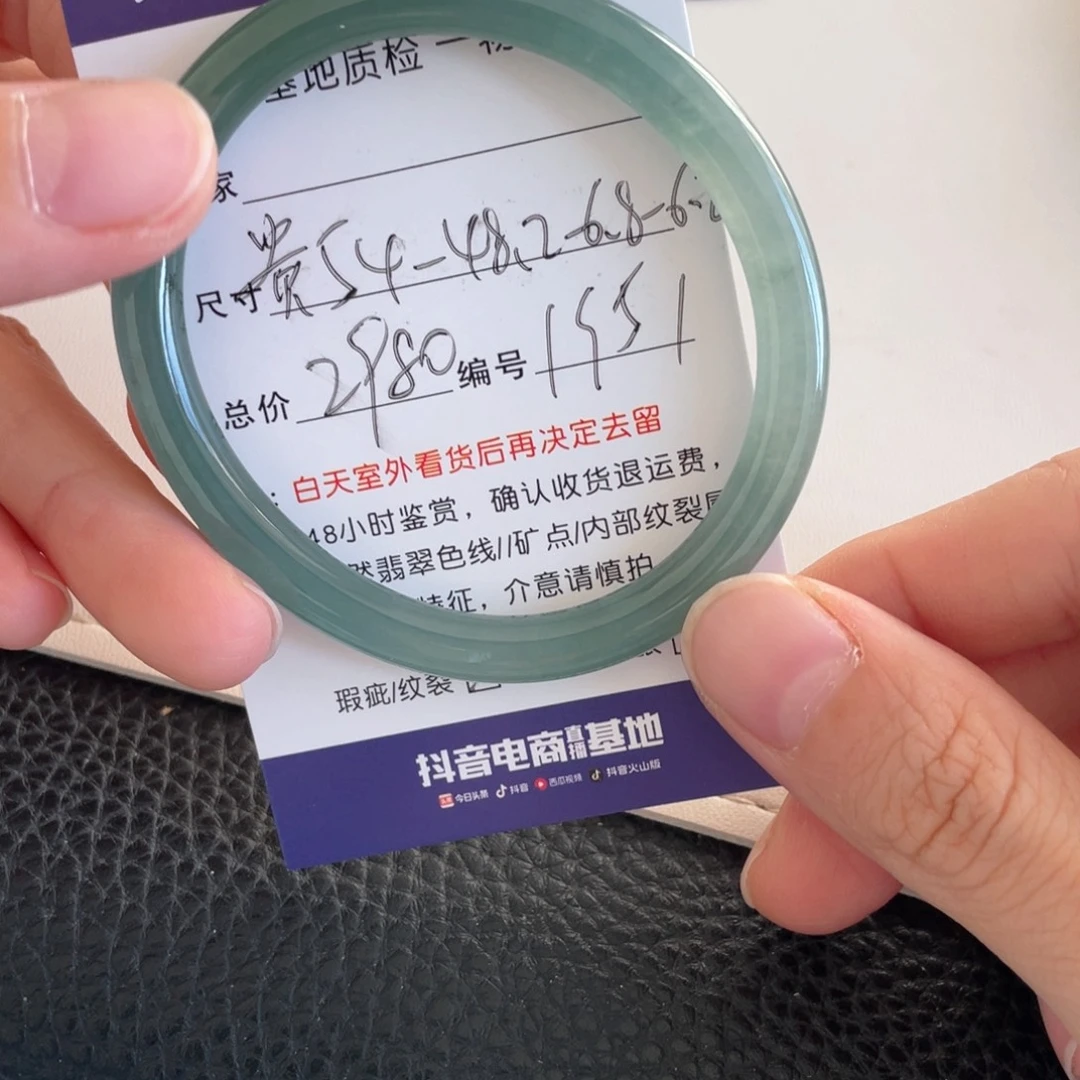 基地质检 一物
家
尺寸 贵54-48.2-6.8-6.
总价 2980 编号 1951
：白天室外看货后再决定去留
48小时鉴赏，确认收货退运费，
然翡翠色线//矿点/内部纹裂属
特征，介意请慎拍
瑕疵/纹裂
抖音电商直播基地
今日头条 抖音 西瓜视频 抖音火山版